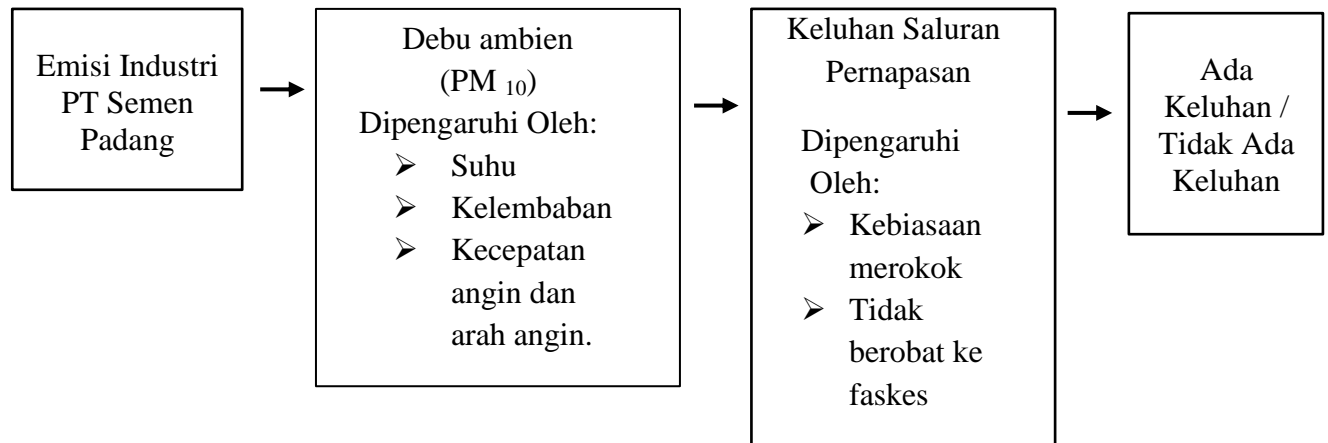 Emisi Industri
PT Semen
Padang
Debu ambien
(PM 10)
Dipengaruhi Oleh:
➢ Suhu
➢ Kelembaban
➢ Kecepatan
angin dan
arah angin.
Keluhan Saluran
Pernapasan
Dipengaruhi
Oleh:
➢ Kebiasaan
merokok
➢ Tidak
berobat ke
faskes
Ada
Keluhan /
Tidak Ada
Keluhan